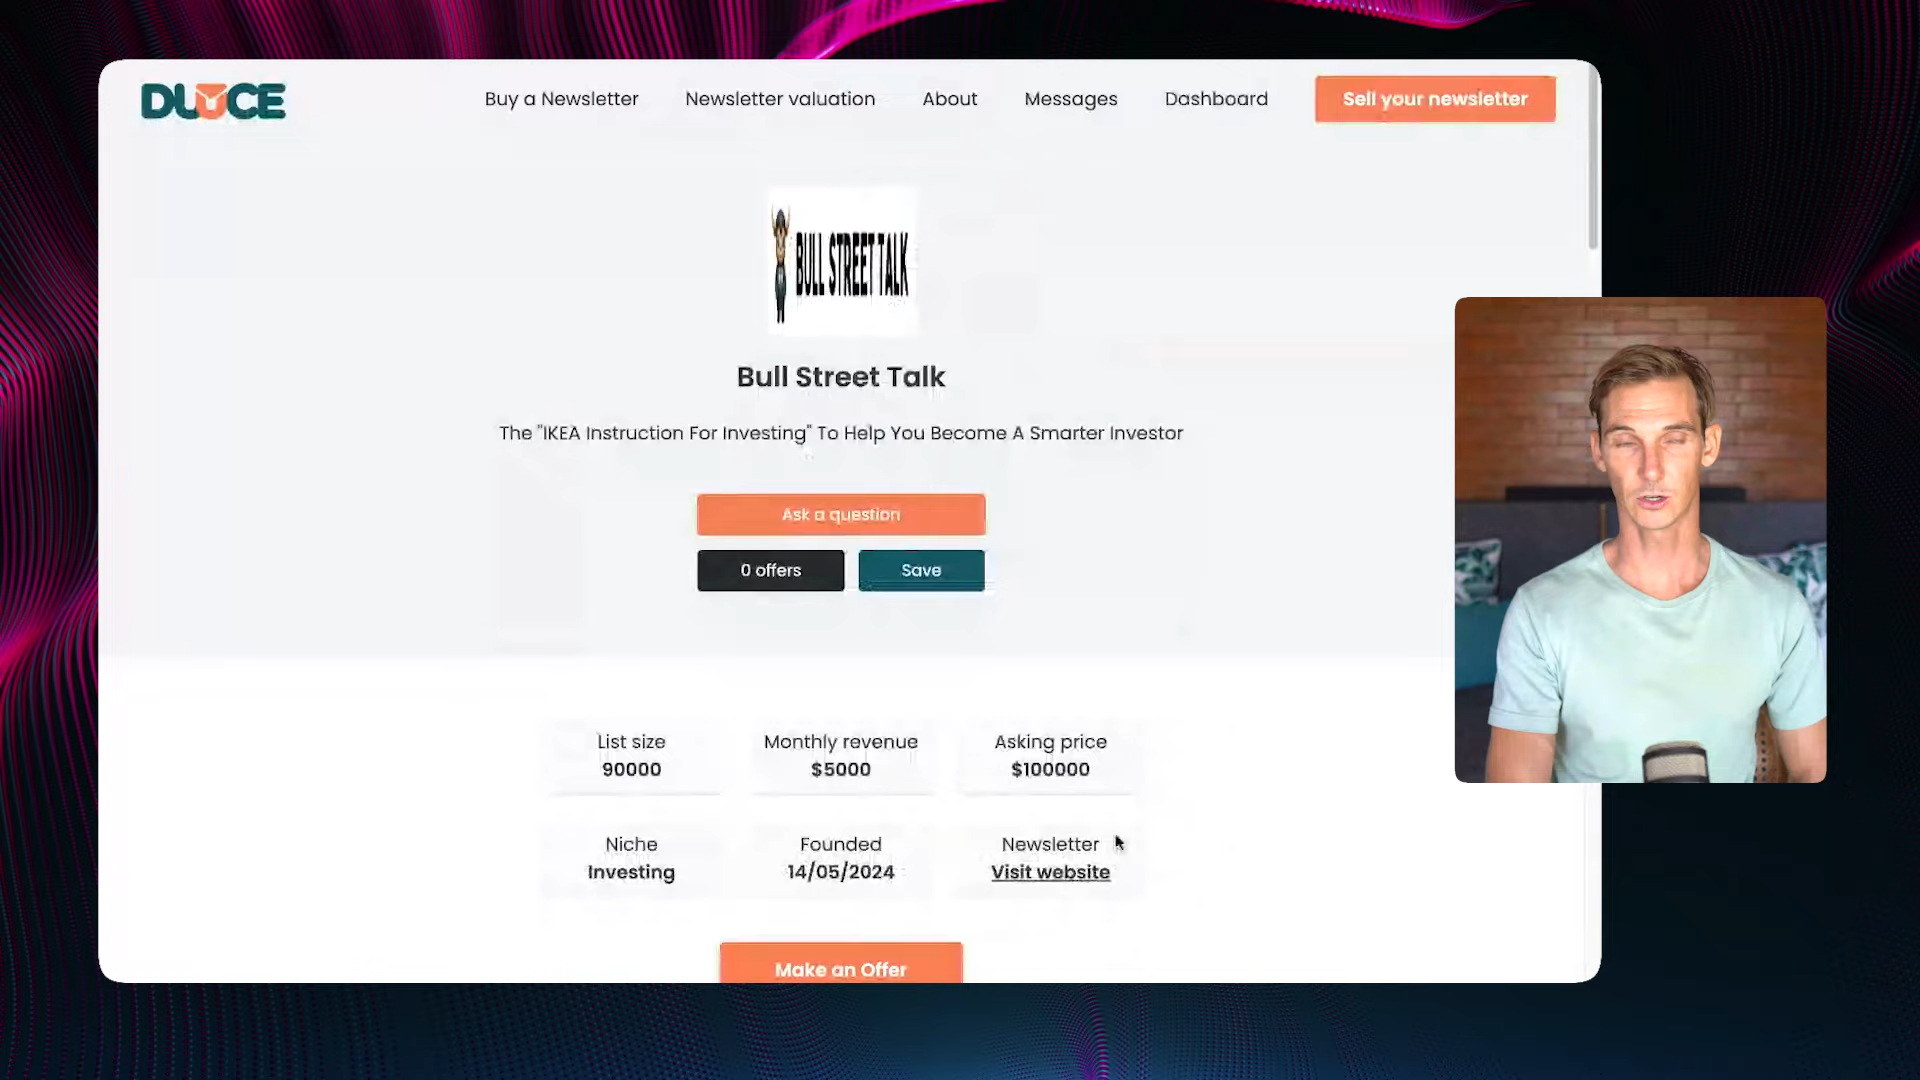 DUUCE
Buy a Newsletter
Newsletter valuation
About
Messages
Dashboard
Sell your newsletter
BULL STREET TALK
Bull Street Talk
The "IKEA Instruction For Investing" To Help You Become A Smarter Investor
Ask a question
0 offers
Save
List size
90000
Monthly revenue
$5000
Asking price
$100000
Niche
Investing
Founded
14/05/2024
Newsletter
Visit website
Make an Offer